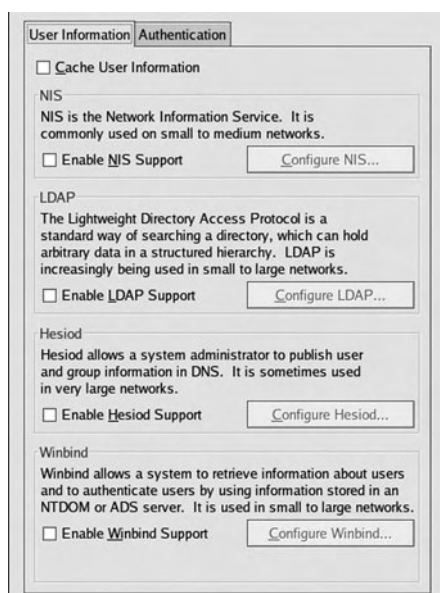 User Information Authentication
Cache User Information
NIS
NIS is the Network Information Service. It is
commonly used on small to medium networks.
Enable NIS Support Configure NIS...
LDAP
The Lightweight Directory Access Protocol is a
standard way of searching a directory, which can hold
arbitrary data in a structured hierarchy. LDAP is
increasingly being used in small to large networks.
Enable LDAP Support Configure LDAP...
Hesiod
Hesiod allows a system administrator to publish user
and group information in DNS. It is sometimes used
in very large networks.
Enable Hesiod Support Configure Hesiod...
Winbind
Winbind allows a system to retrieve information about users
and to authenticate users by using information stored in an
NTDOM or ADS server. It is used in small to large networks.
Enable Winbind Support Configure Winbind...